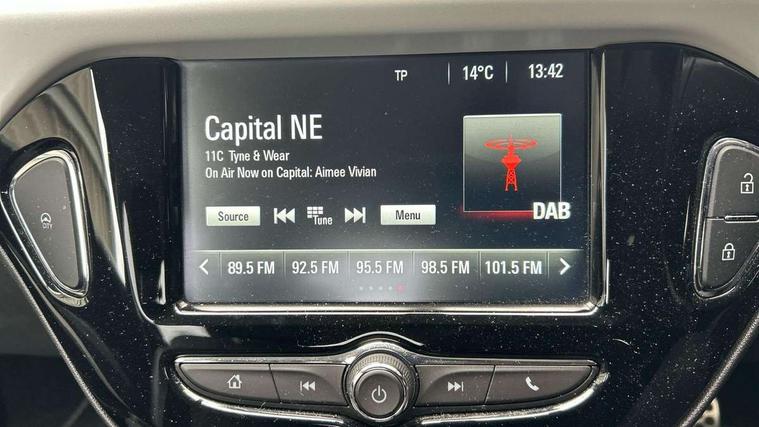 TP 14°C 13:42
Capital NE
11C Tyne & Wear
On Air Now on Capital: Aimee Vivian
DAB
Source Tune Menu
89.5 FM 92.5 FM 95.5 FM 98.5 FM 101.5 FM
CITY